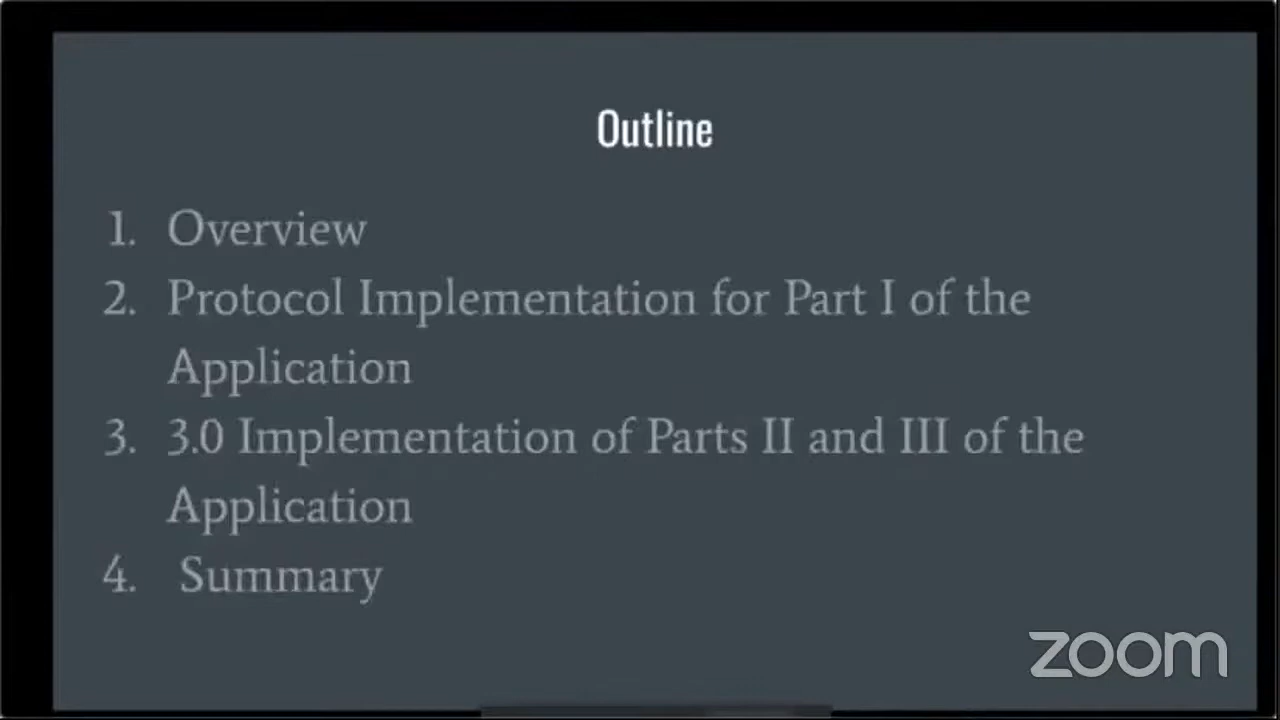 Outline
1. Overview
2. Protocol Implementation for Part I of the
Application
3. 3.0 Implementation of Parts II and III of the
Application
4. Summary
zoom